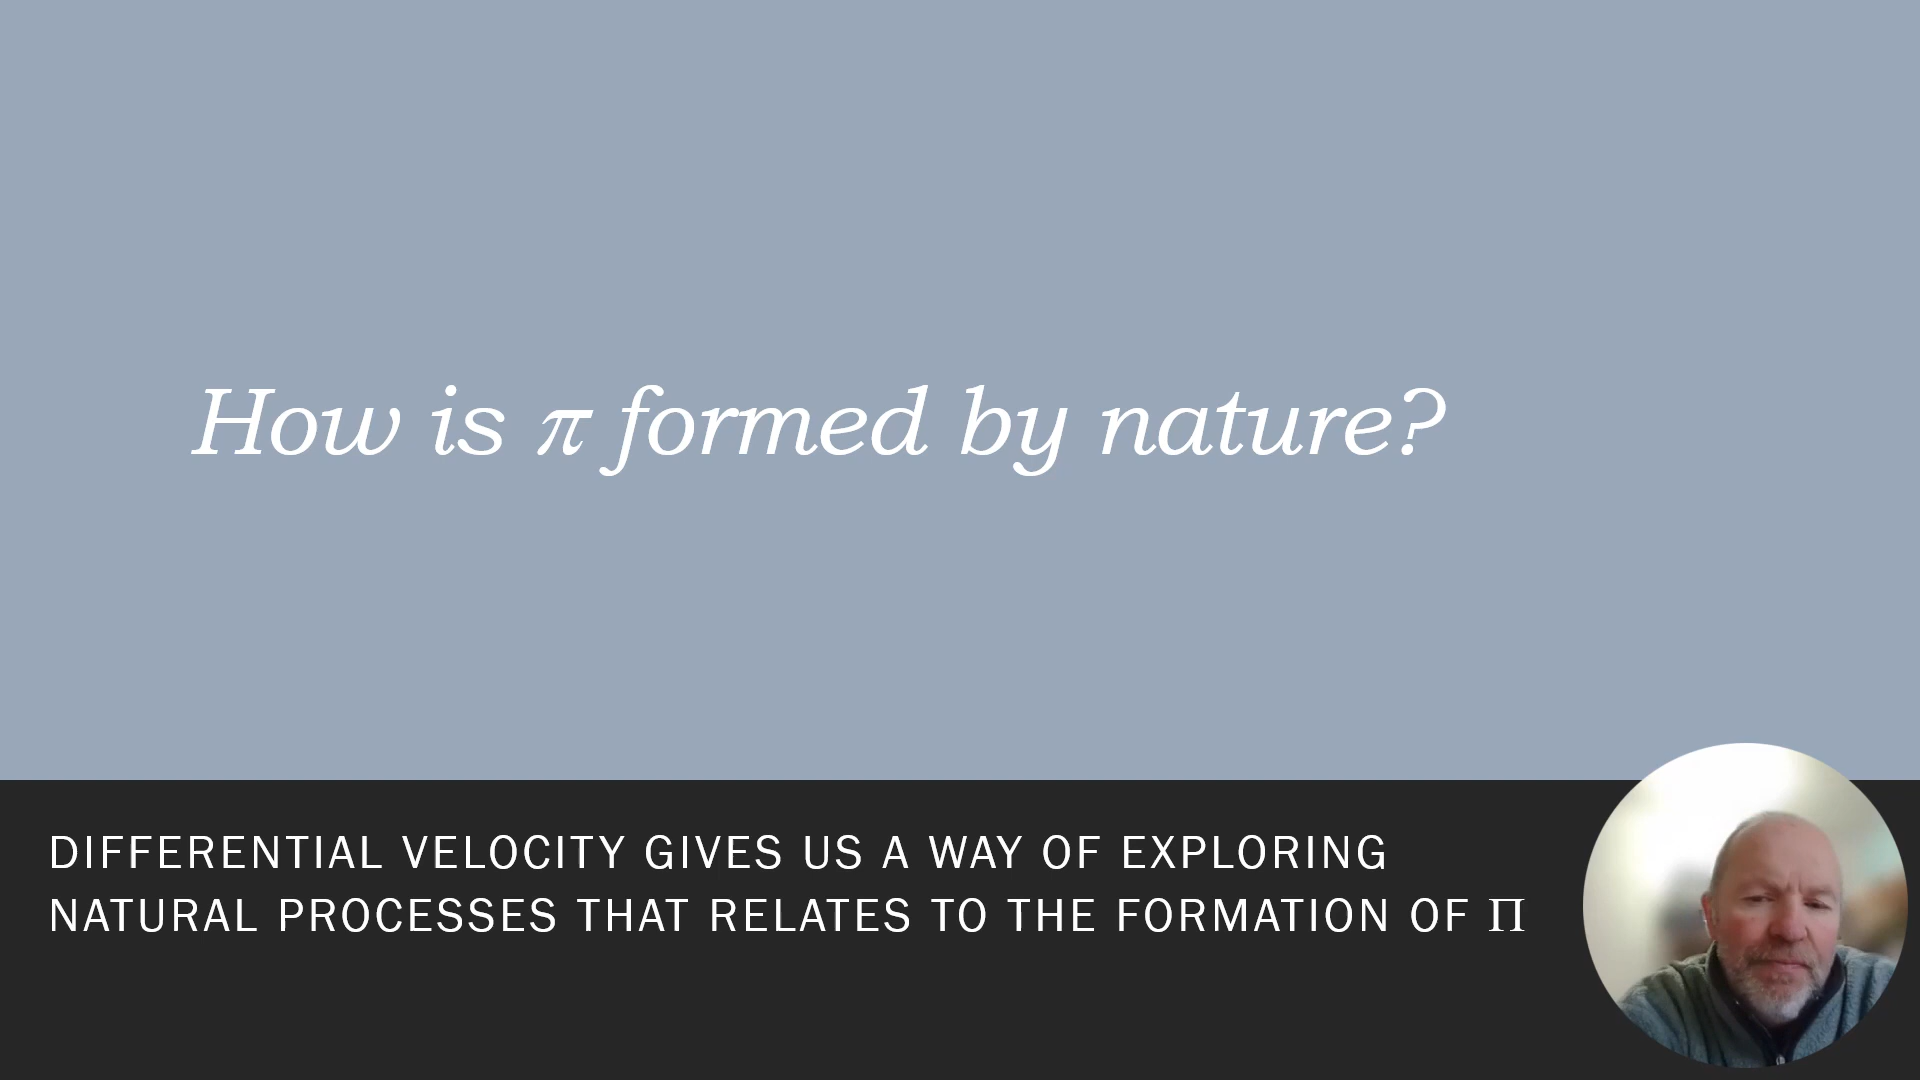 How is π formed by nature?
DIFFERENTIAL VELOCITY GIVES US A WAY OF EXPLORING
NATURAL PROCESSES THAT RELATES TO THE FORMATION OF Π